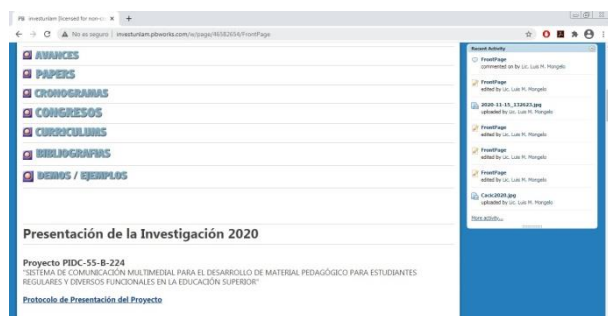 investunlam [licensed for non-c
No es seguro | investunlam.pbworks.com/w/page/46582654/FrontPage
AVANCES
PAPERS
CRONOGRAMAS
CONGRESOS
CURRICULUMS
BIBLIOGRAFIAS
DEMOS / EJEMPLOS
Presentación de la Investigación 2020
Proyecto PIDC-55-B-224
"SISTEMA DE COMUNICACIÓN MULTIMEDIAL PARA EL DESARROLLO DE MATERIAL PEDAGÓGICO PARA ESTUDIANTES
REGULARES Y DIVERSOS FUNCIONALES EN LA EDUCACIÓN SUPERIOR"
Protocolo de Presentación del Proyecto
Recent Activity
FrontPage
commented on by Lic. Luis M. Mongelo
FrontPage
edited by Lic. Luis M. Mongelo
2020-11-15_132623.jpg
uploaded by Lic. Luis M. Mongelo
FrontPage
edited by Lic. Luis M. Mongelo
FrontPage
edited by Lic. Luis M. Mongelo
FrontPage
edited by Lic. Luis M. Mongelo
Cacic2020.jpg
uploaded by Lic. Luis M. Mongelo
More activity...